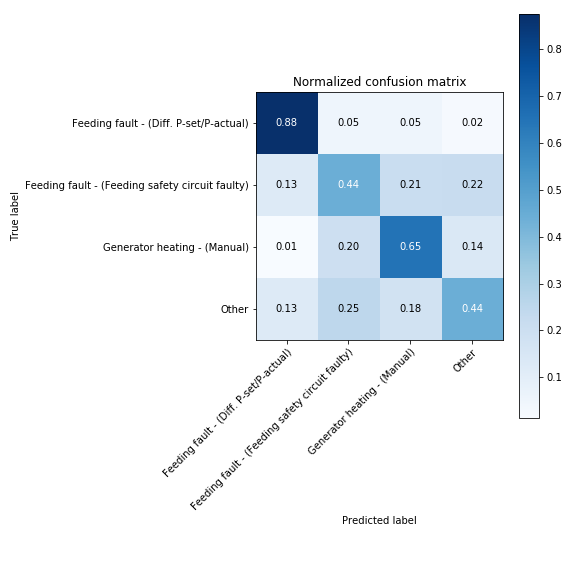 Normalized confusion matrix
True label
Feeding fault - (Diff. P-set/P-actual) 0.88 0.05 0.05 0.02
Feeding fault - (Feeding safety circuit faulty) 0.13 0.44 0.21 0.22
Generator heating - (Manual) 0.01 0.20 0.65 0.14
Other 0.13 0.25 0.18 0.44
Feeding fault - (Diff. P-set/P-actual)
Feeding fault - (Feeding safety circuit faulty)
Generator heating - (Manual)
Other
Predicted label
0.8
0.7
0.6
0.5
0.4
0.3
0.2
0.1